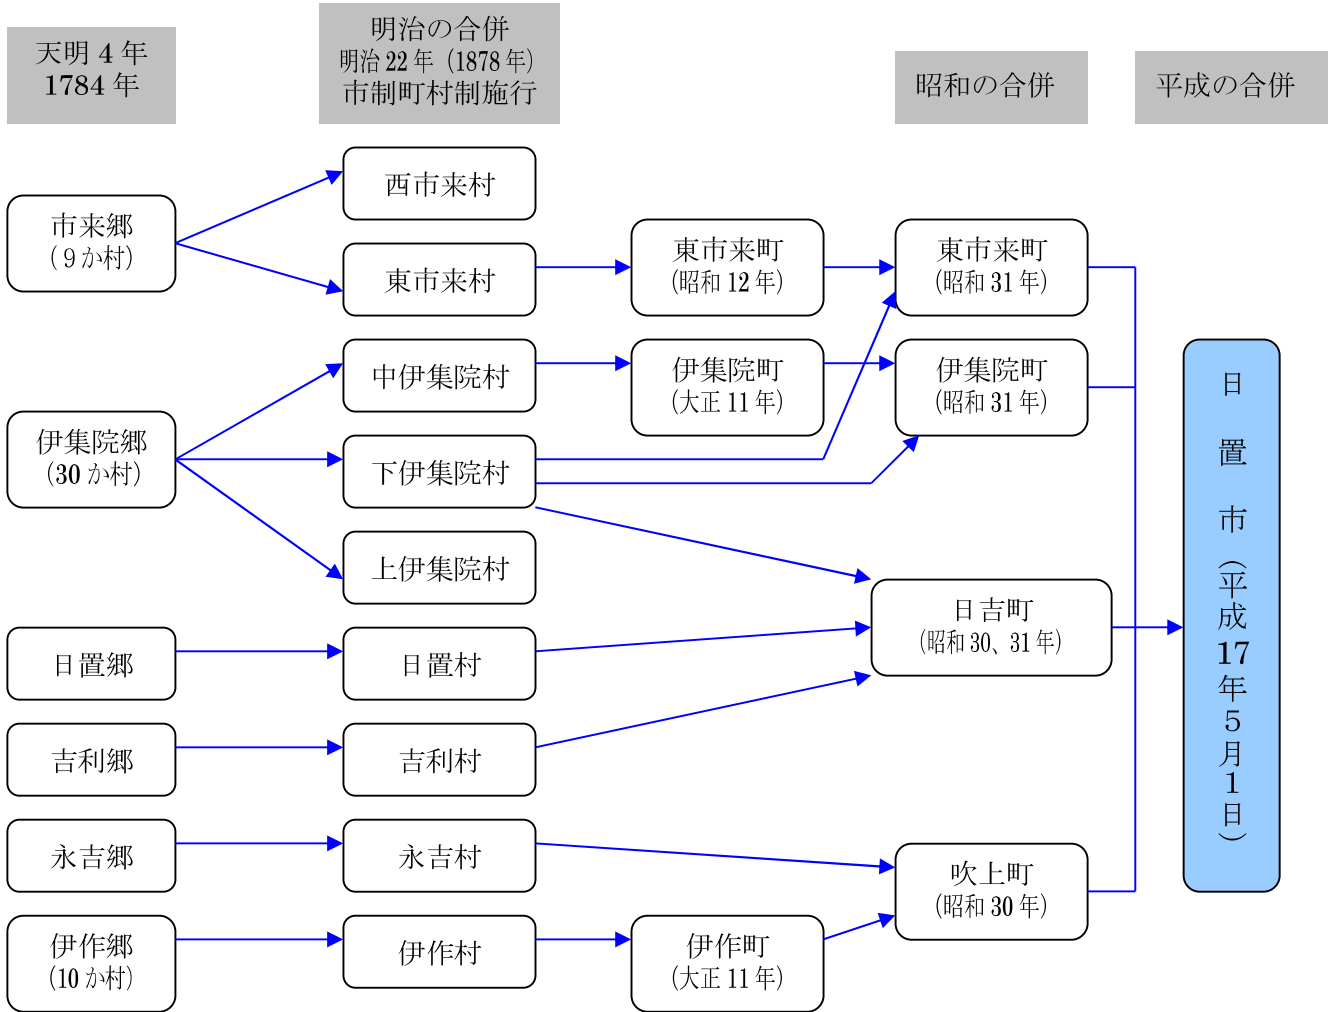 天明4年
1784年
明治の合併
明治22年（1878年）
市制町村制施行
昭和の合併
平成の合併
市来郷
（９か村）
伊集院郷
（30か村）
日置郷
吉利郷
永吉郷
伊作郷
（10か村）
西市来村
東市来村
中伊集院村
下伊集院村
上伊集院村
日置村
吉利村
永吉村
伊作村
東市来町
（昭和12年）
伊集院町
（大正11年）
伊作町
（大正11年）
東市来町
（昭和31年）
伊集院町
（昭和31年）
日吉町
（昭和30、31年）
吹上町
（昭和30年）
日置市（平成17年５月１日）